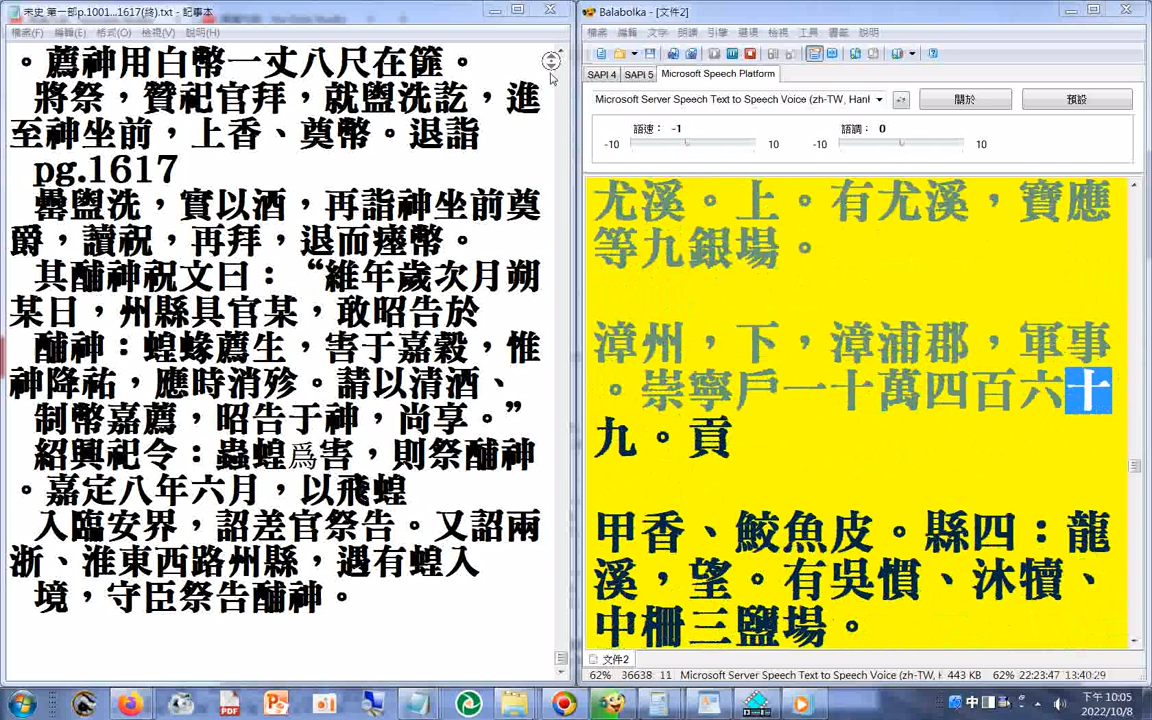 宋史 第一部p.1001...1617(终).txt - 記事本
檔案(F) 編輯(E) 格式(O) 檢視(V) 說明(H)
。薦神用白幣一丈八尺在篚。
將祭，贊祀官拜，就盥洗訖，進
至神坐前，上香、奠幣。退詣
pg.1617
罍盥洗，實以酒，再詣神坐前奠
爵，讀祝，再拜，退而瘞幣。
其酺神祝文曰：“維年歲次月朔
某日，州縣具官某，敢昭告於
酺神：蝗蝝薦生，害于嘉穀，惟
神降祐，應時消殄。請以清酒、
制幣嘉薦，昭告于神，尚享。”
紹興祀令：蟲蝗爲害，則祭酺神
。嘉定八年六月，以飛蝗
入臨安界，詔差官祭告。又詔兩
浙、淮東西路州縣，遇有蝗入
境，守臣祭告酺神。
Balabolka - [文件2]
檔案 編輯 文字 朗讀 引擎 語音 檢視 工具 書籤 說明
SAPI 4 SAPI 5 Microsoft Speech Platform
Microsoft Server Speech Text to Speech Voice (zh-TW, Hanl
關於 預設
語速： -1 語調： 0
-10 10 -10 10
尤溪。上。有尤溪，寶應
等九銀場。
漳州，下，漳浦郡，軍事
。崇寧戶一十萬四百六十
九。貢
甲香、鮫魚皮。縣四：龍
溪，望。有吳慣、沐犢、
中柵三鹽場。
文件2
62% 36638 11 Microsoft Server Speech Text to Speech Voice (zh-TW, H 443 KB 62% 22:23:47 13:40:29
中
下午 10:05
2022/10/8